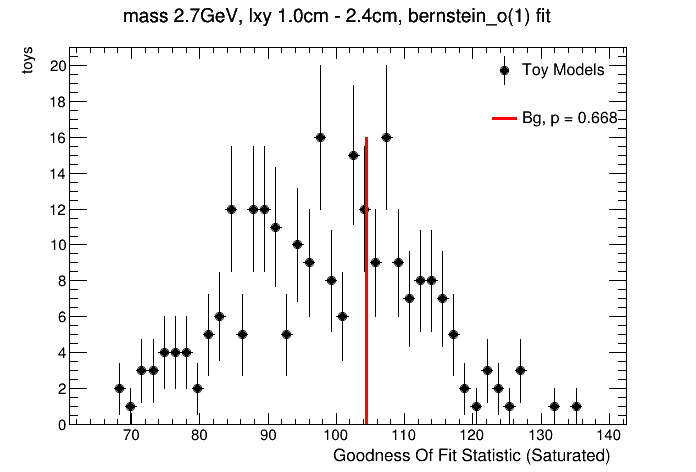 mass 2.7GeV, lxy 1.0cm - 2.4cm, bernstein_o(1) fit
toys
Toy Models
Bg, p = 0.668
20
18
16
14
12
10
8
6
4
2
0
70 80 90 100 110 120 130 140
Goodness Of Fit Statistic (Saturated)